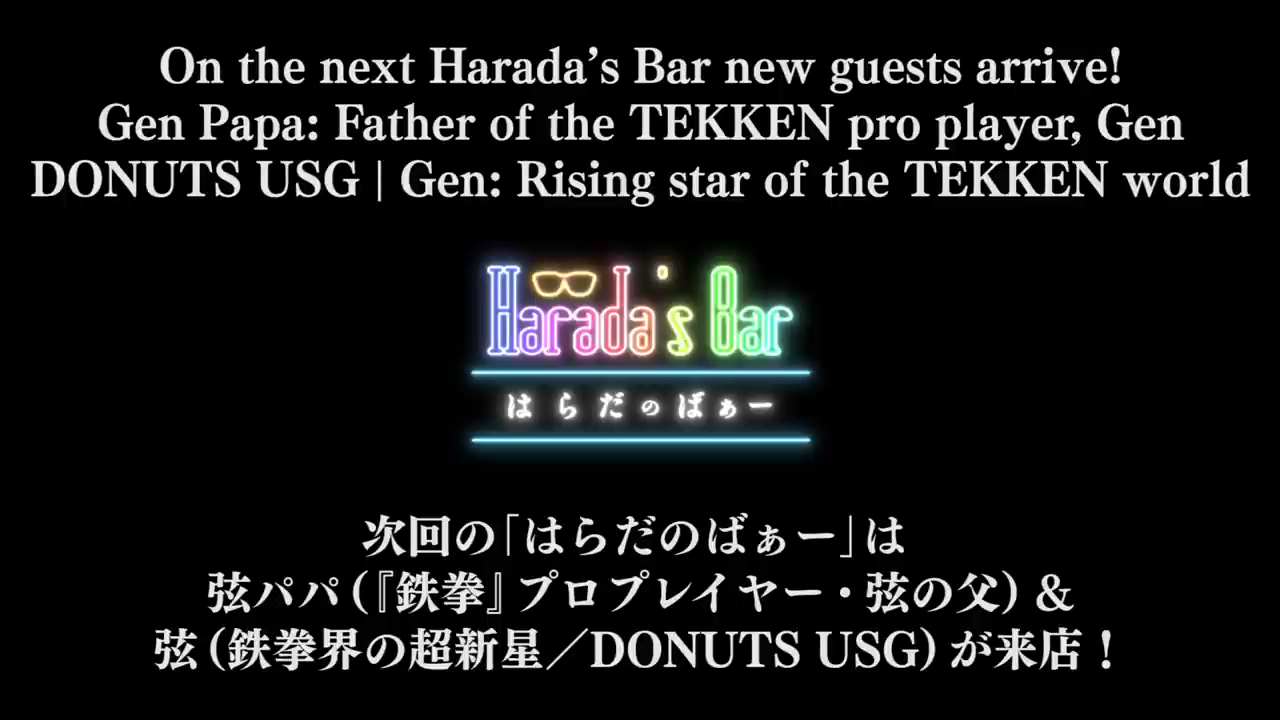 On the next Harada’s Bar new guests arrive!
Gen Papa: Father of the TEKKEN pro player, Gen
DONUTS USG | Gen: Rising star of the TEKKEN world
Harada's Bar
はらだのばぁー
次回の「はらだのばぁー」は
弦パパ(『鉄拳』プロプレイヤー・弦の父) &
弦(鉄拳界の超新星／DONUTS USG)が来店！